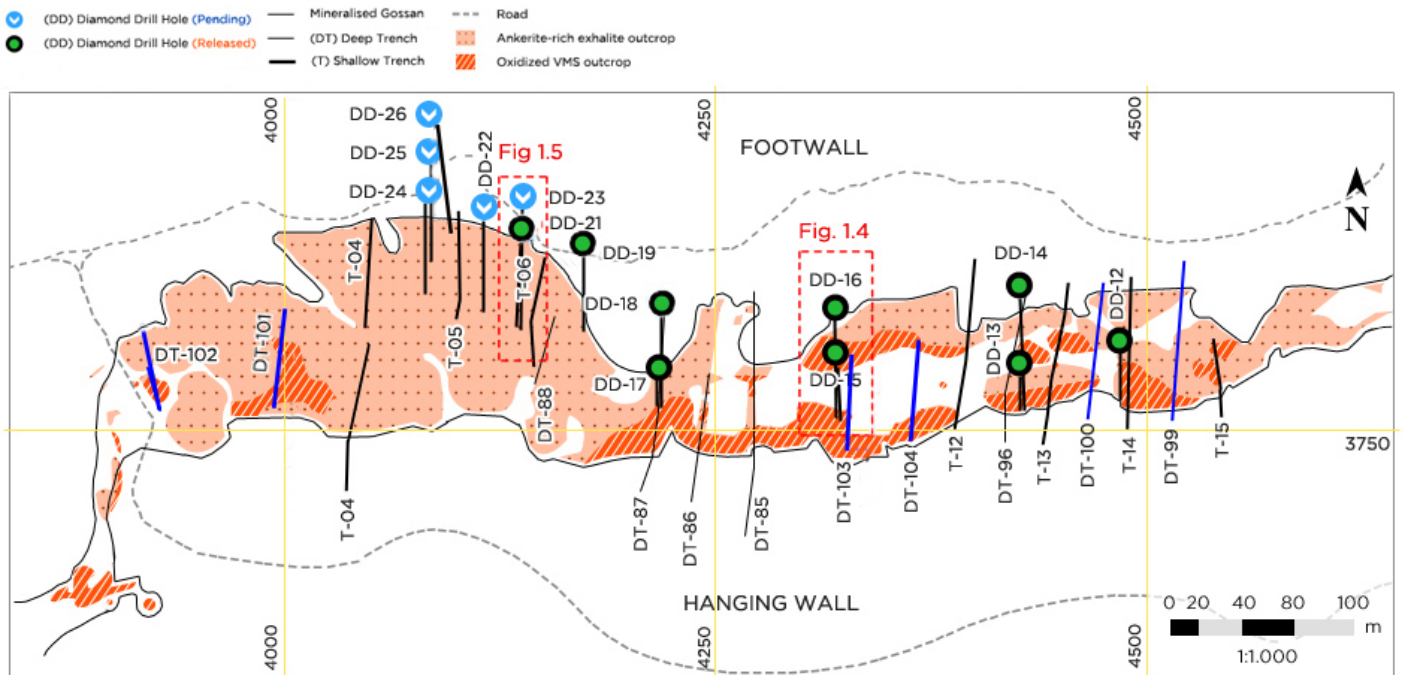 (DD) Diamond Drill Hole (Pending)
(DD) Diamond Drill Hole (Released)
Mineralised Gossan
(DT) Deep Trench
(T) Shallow Trench
Road
Ankerite-rich exhalite outcrop
Oxidized VMS outcrop
4000
4250
4500
DD-26
DD-25
DD-24
DD-22
Fig 1.5
DD-23
DD-21
DD-19
DD-18
DD-17
FOOTWALL
N
Fig. 1.4
DD-16
DD-15
DD-14
DD-13
DD-12
T-04
T-05
T-06
DT-102
DT-101
DT-88
T-04
DT-87
DT-86
DT-85
DT-103
DT-104
T-12
DT-96
T-13
DT-100
T-14
DT-99
T-15
3750
HANGING WALL
4000
4250
4500
0 20 40 80 100
m
1:1.000